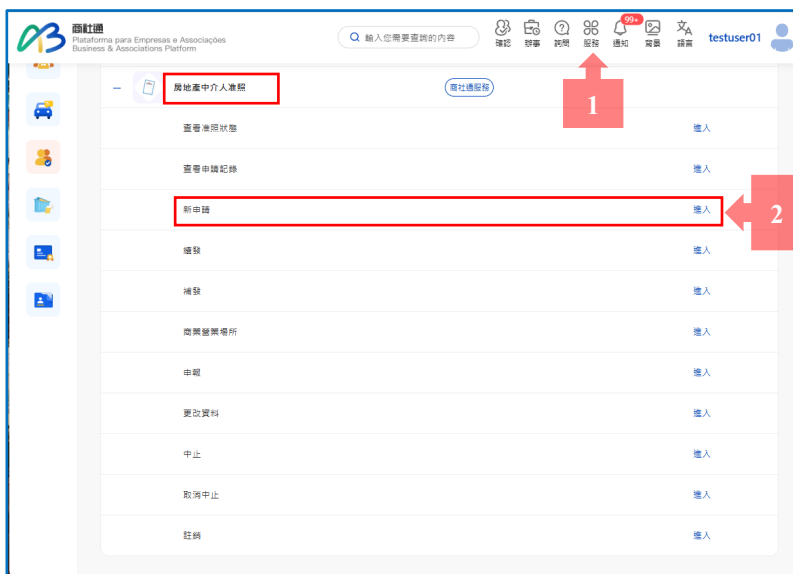 商社通
Plataforma para Empresas e Associações
Business & Associations Platform
輸入您需要查詢的內容
確認
辦事
詢問
服務
99+
通知
背景
語言
testuser01
1
房地產中介人准照
商社通服務
查看准照狀態 進入
查看申請記錄 進入
新申請 進入
2
續發 進入
補發 進入
商業營業場所 進入
申報 進入
更改資料 進入
中止 進入
取消中止 進入
註銷 進入